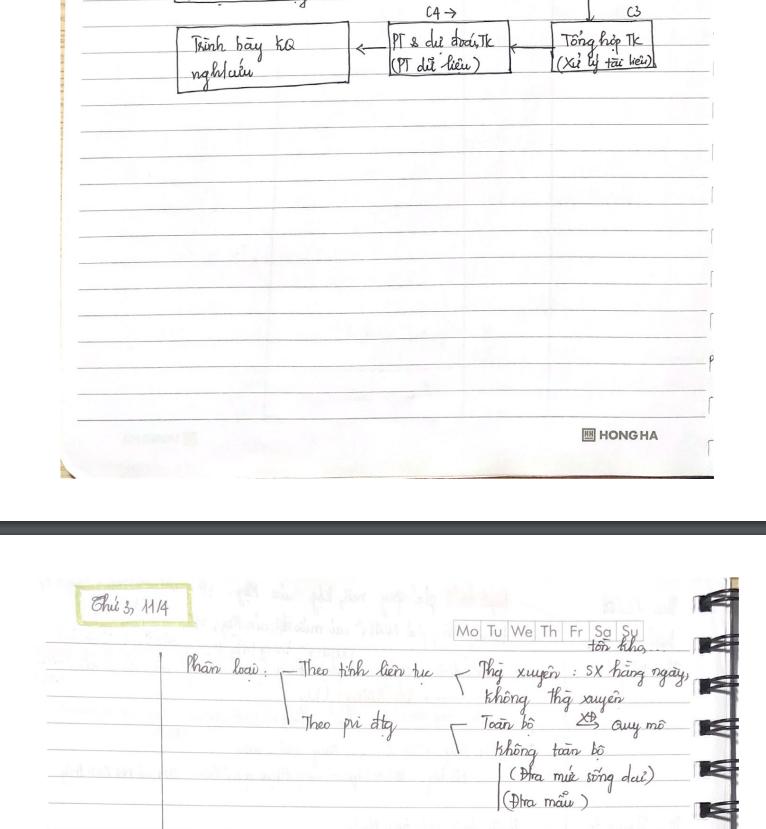 C4 → C3
Trình bày KQ ← PT & dự đoán TK ← Tổng hợp TK
ngh/cứu (PT dữ liệu) (Xử lý tài liệu)
HH HONG HA
Thứ 3, 11/4
Mo Tu We Th Fr Sa Su
tồn kho...
Phân loại: Theo tính liên tục Thg xuyên : SX hằng ngày,
Không thg xuyên
Theo pvi đtg Toàn bộ XĐ Quy mô
Không toàn bộ
(Đtra mức sống dai)
(Đtra mẫu)